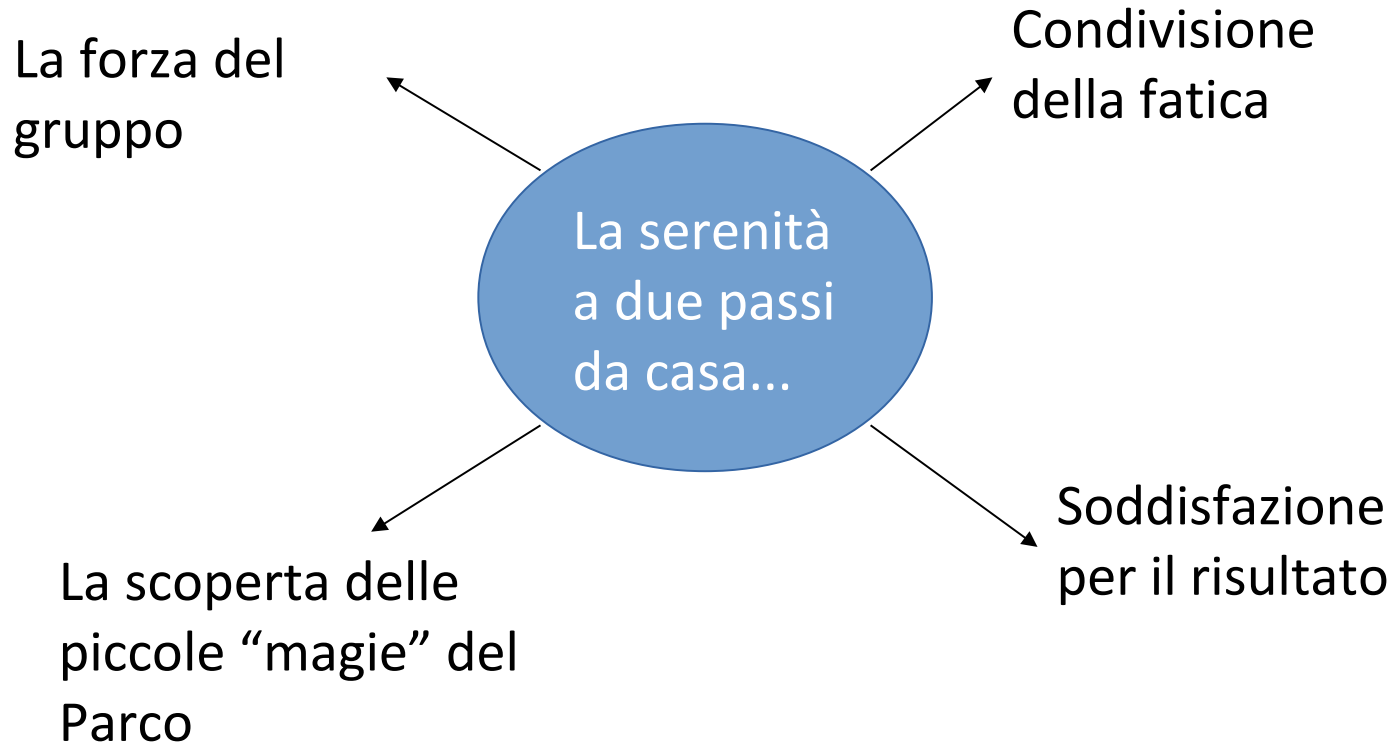 La forza del
gruppo
Condivisione
della fatica
La serenità
a due passi
da casa...
La scoperta delle
piccole “magie” del
Parco
Soddisfazione
per il risultato